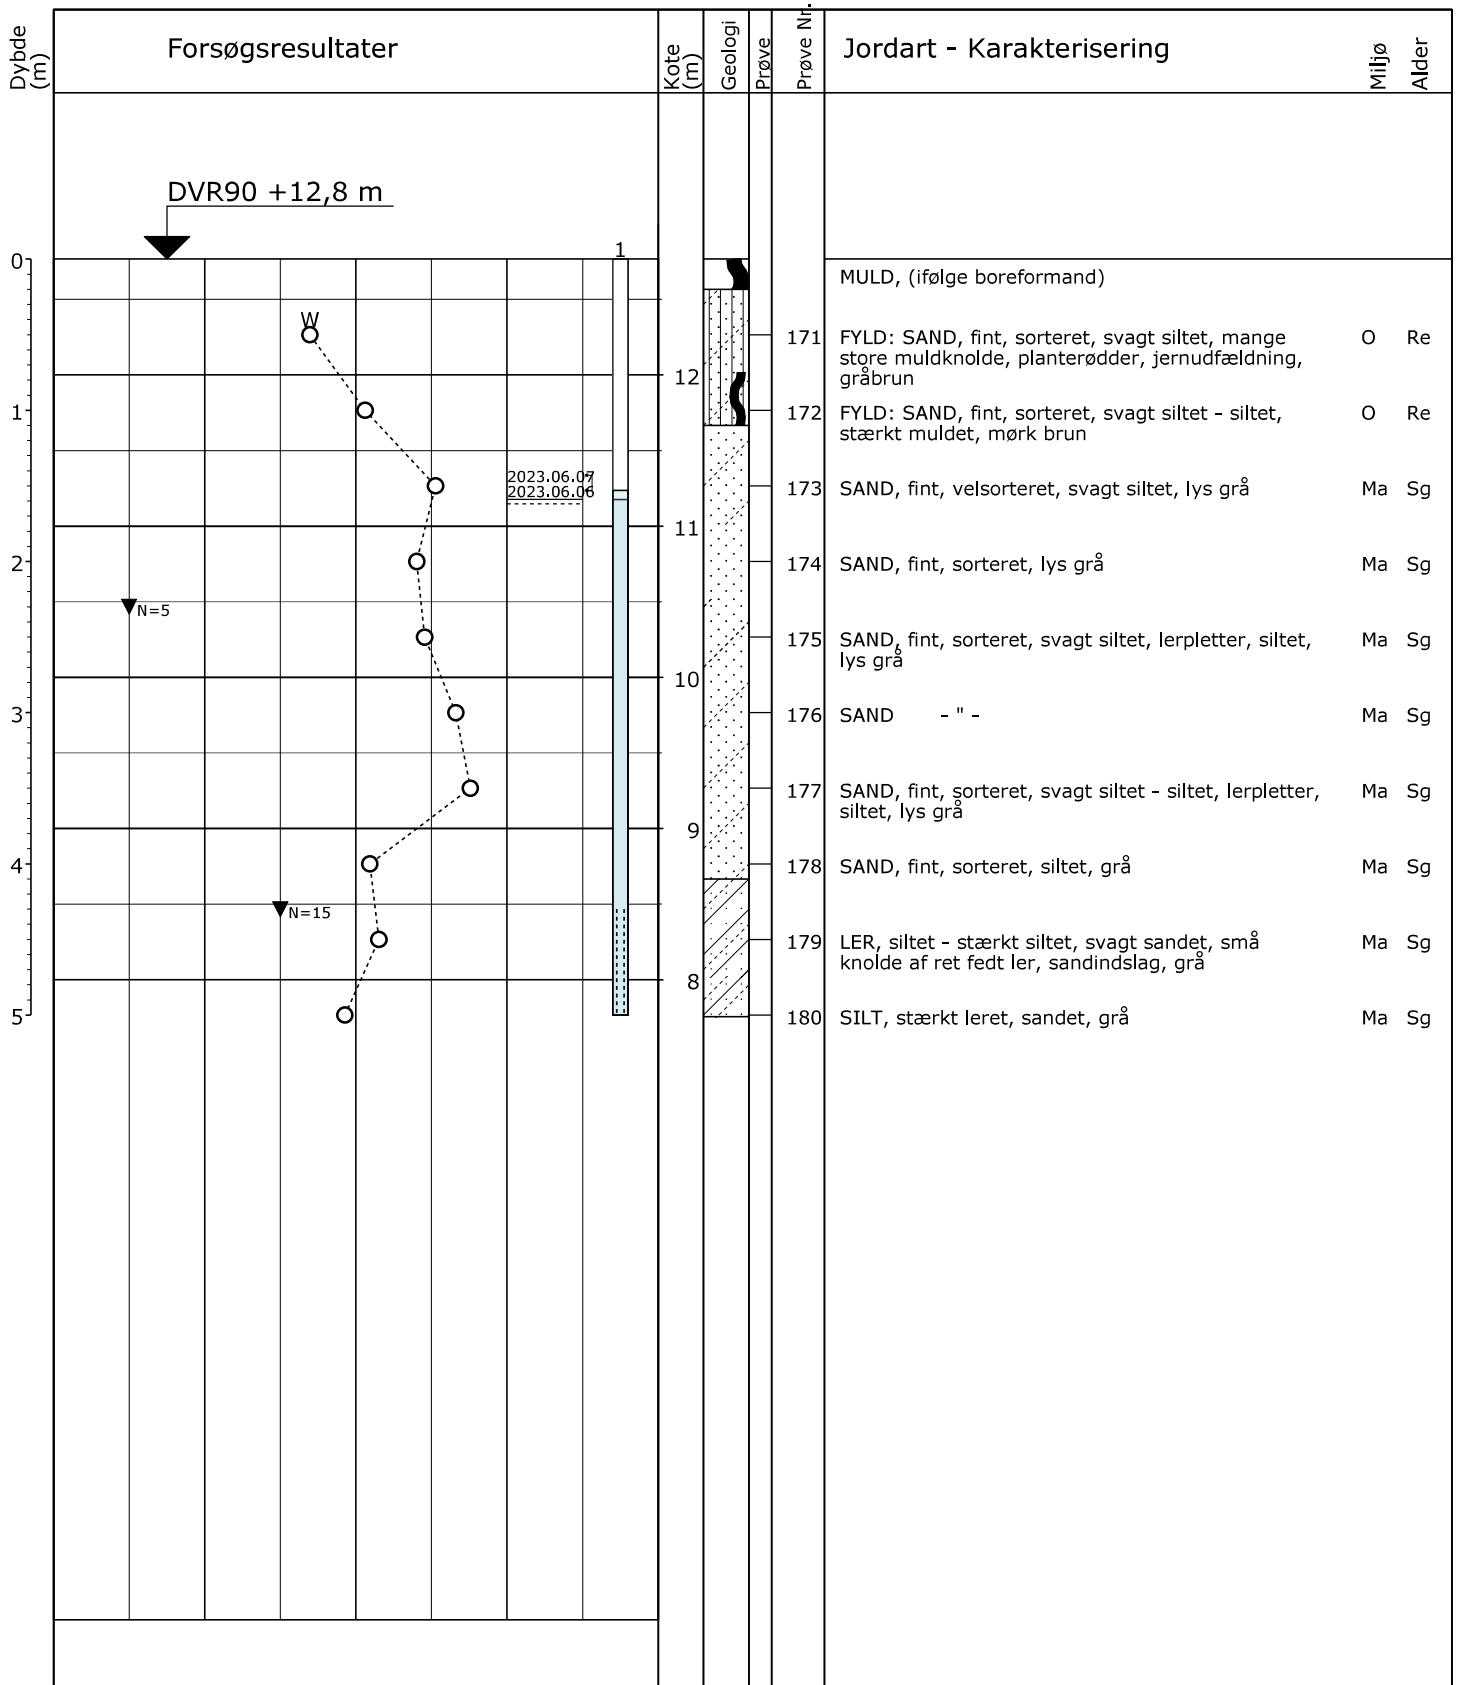 Dybde
(m)
Forsøgsresultater
Kote
(m)
Geologi
Prøve
Prøve Nr.
Jordart - Karakterisering
Miljø
Alder
DVR90 +12,8 m
1
0
MULD, (ifølge boreformand)
W
171 FYLD: SAND, fint, sorteret, svagt siltet, mange O Re
store muldknolde, planterødder, jernudfældning,
gråbrun
12
1
172 FYLD: SAND, fint, sorteret, svagt siltet - siltet, O Re
stærkt muldet, mørk brun
2023.06.07
2023.06.06
173 SAND, fint, velsorteret, svagt siltet, lys grå Ma Sg
11
2
174 SAND, fint, sorteret, lys grå Ma Sg
N=5
175 SAND, fint, sorteret, svagt siltet, lerpletter, siltet, Ma Sg
lys grå
10
3
176 SAND - " - Ma Sg
177 SAND, fint, sorteret, svagt siltet - siltet, lerpletter, Ma Sg
siltet, lys grå
9
4
178 SAND, fint, sorteret, siltet, grå Ma Sg
N=15
179 LER, siltet - stærkt siltet, svagt sandet, små Ma Sg
knolde af ret fedt ler, sandindslag, grå
8
5
180 SILT, stærkt leret, sandet, grå Ma Sg